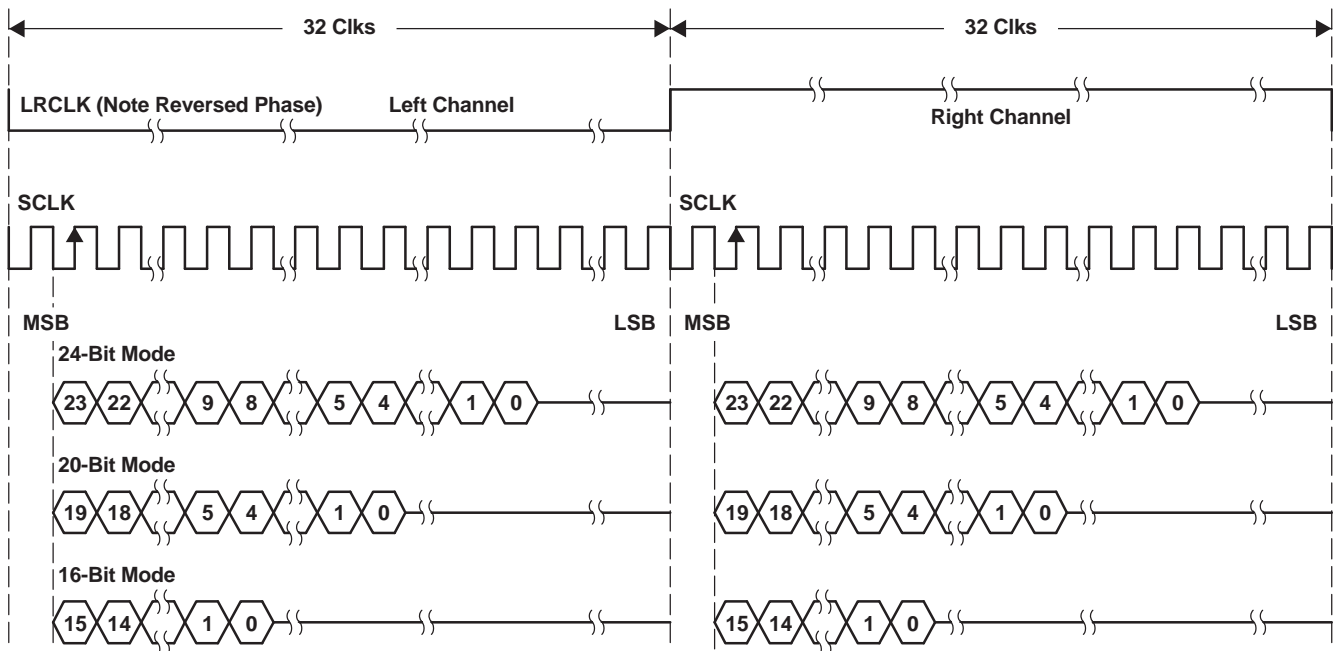 32 Clks 32 Clks
LRCLK (Note Reversed Phase) Left Channel Right Channel
SCLK SCLK
MSB LSB MSB LSB
24-Bit Mode
23 22 9 8 5 4 1 0 23 22 9 8 5 4 1 0
20-Bit Mode
19 18 5 4 1 0 19 18 5 4 1 0
16-Bit Mode
15 14 1 0 15 14 1 0